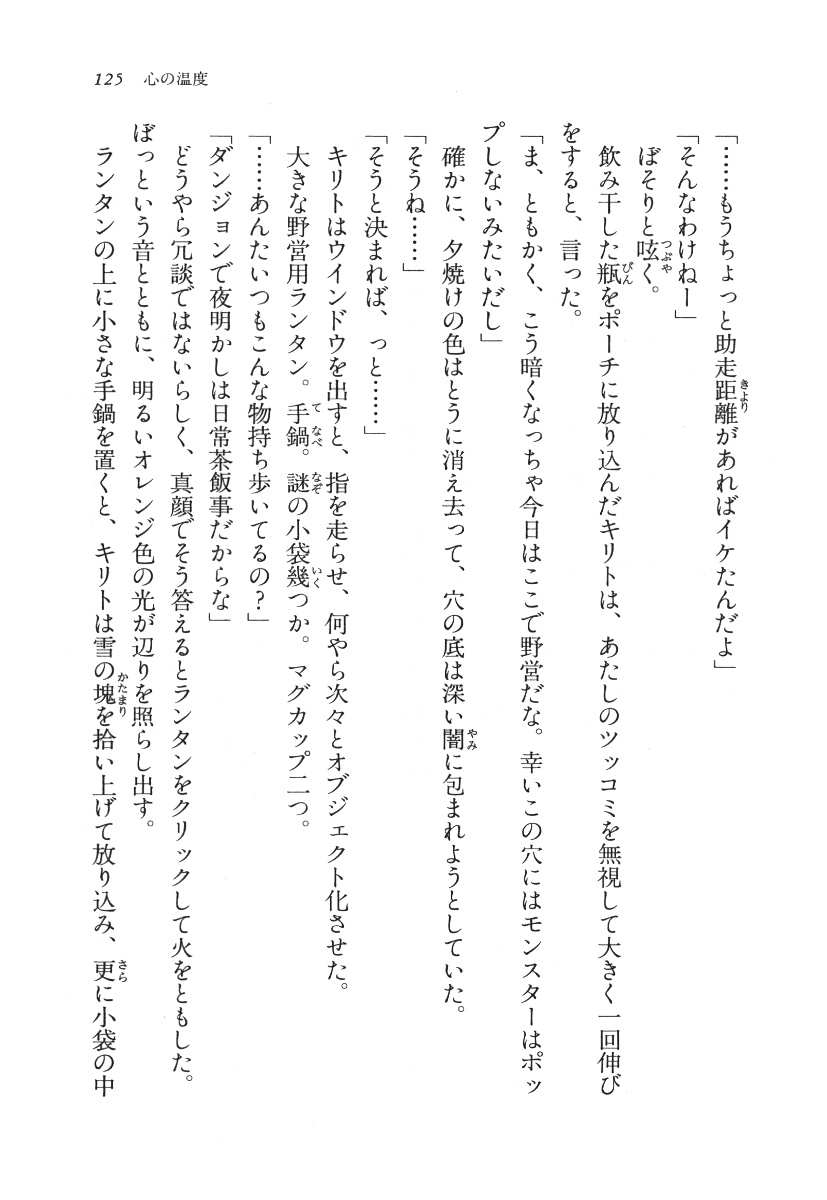 125 心の温度
「……もうちょっと助走距離があればイケたんだよ」
「そんなわけねー」
ぼそりと呟く。
飲み干した瓶をポーチに放り込んだキリトは、あたしのツッコミを無視して大きく一回伸び
をすると、言った。
「ま、ともかく、こう暗くなっちゃ今日はここで野営だな。幸いこの穴にはモンスターはポッ
プしないみたいだし」
確かに、夕焼けの色はとうに消え去って、穴の底は深い闇に包まれようとしていた。
「そうね……」
「そうと決まれば、っと……」
キリトはウインドウを出すと、指を走らせ、何やら次々とオブジェクト化させた。
大きな野営用ランタン。手鍋。謎の小袋幾つか。マグカップ二つ。
「……あんたいつもこんな物持ち歩いてるの?」
「ダンジョンで夜明かしは日常茶飯事だからな」
どうやら冗談ではないらしく、真顔でそう答えるとランタンをクリックして火をともした。
ぼっという音とともに、明るいオレンジ色の光が辺りを照らし出す。
ランタンの上に小さな手鍋を置くと、キリトは雪の塊を拾い上げて放り込み、更に小袋の中